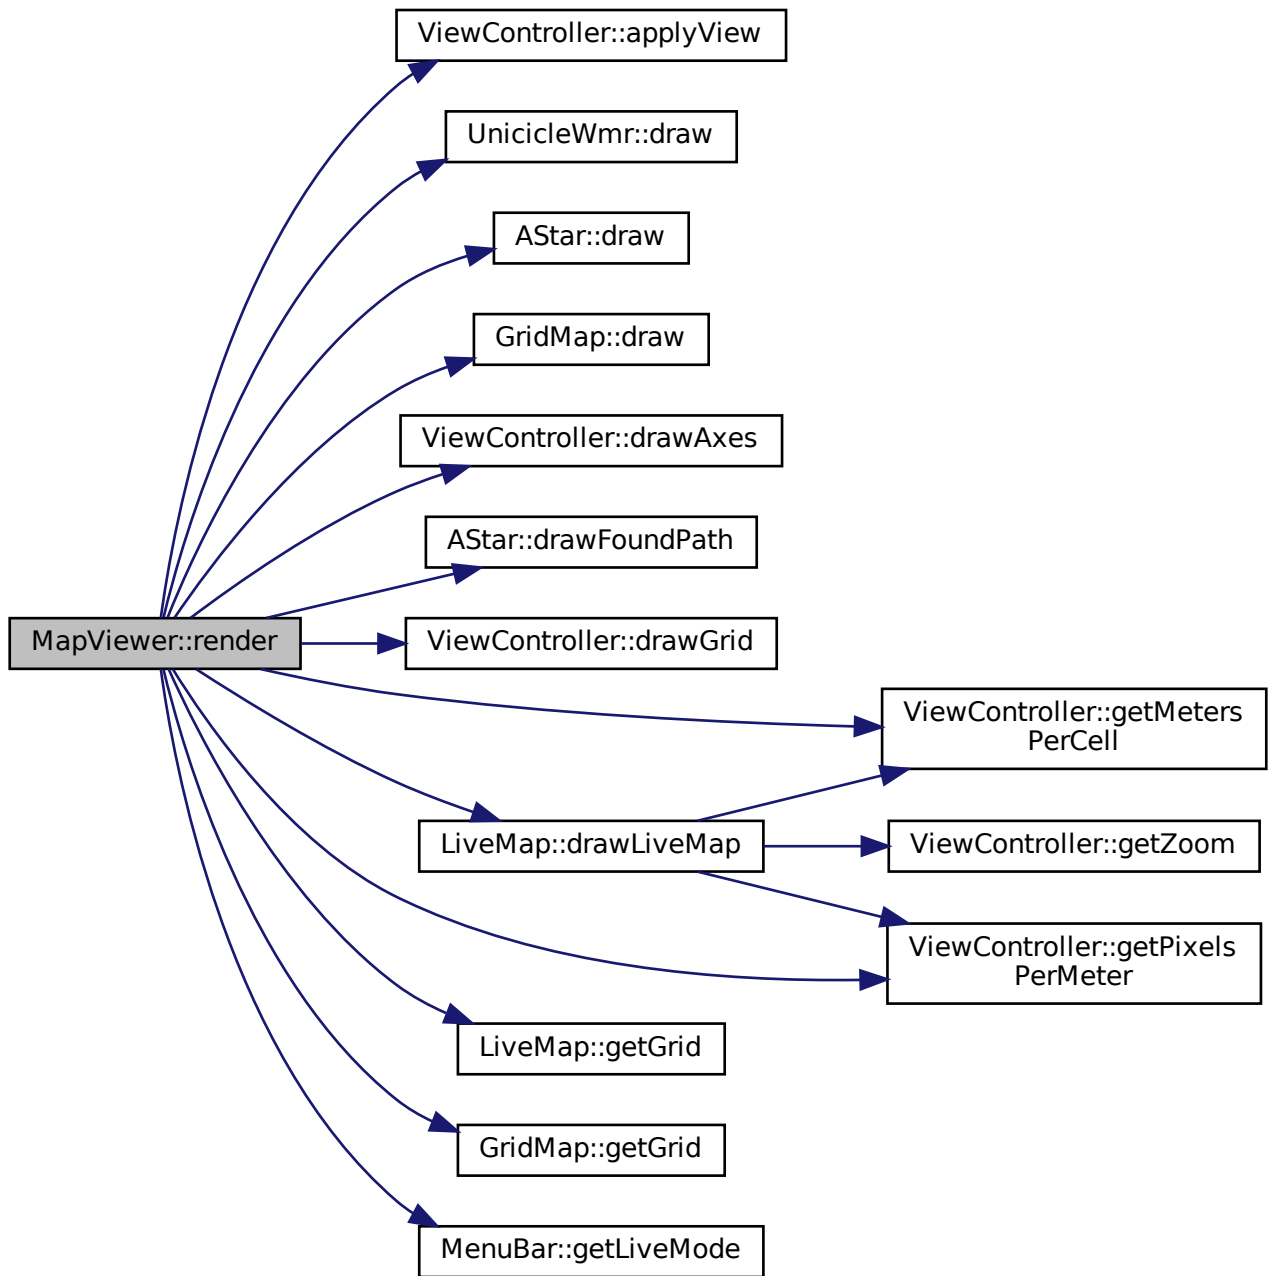 ViewController::applyView
UnicicleWmr::draw
AStar::draw
GridMap::draw
ViewController::drawAxes
AStar::drawFoundPath
MapViewer::render
ViewController::drawGrid
ViewController::getMeters
PerCell
LiveMap::drawLiveMap
ViewController::getZoom
ViewController::getPixels
PerMeter
LiveMap::getGrid
GridMap::getGrid
MenuBar::getLiveMode